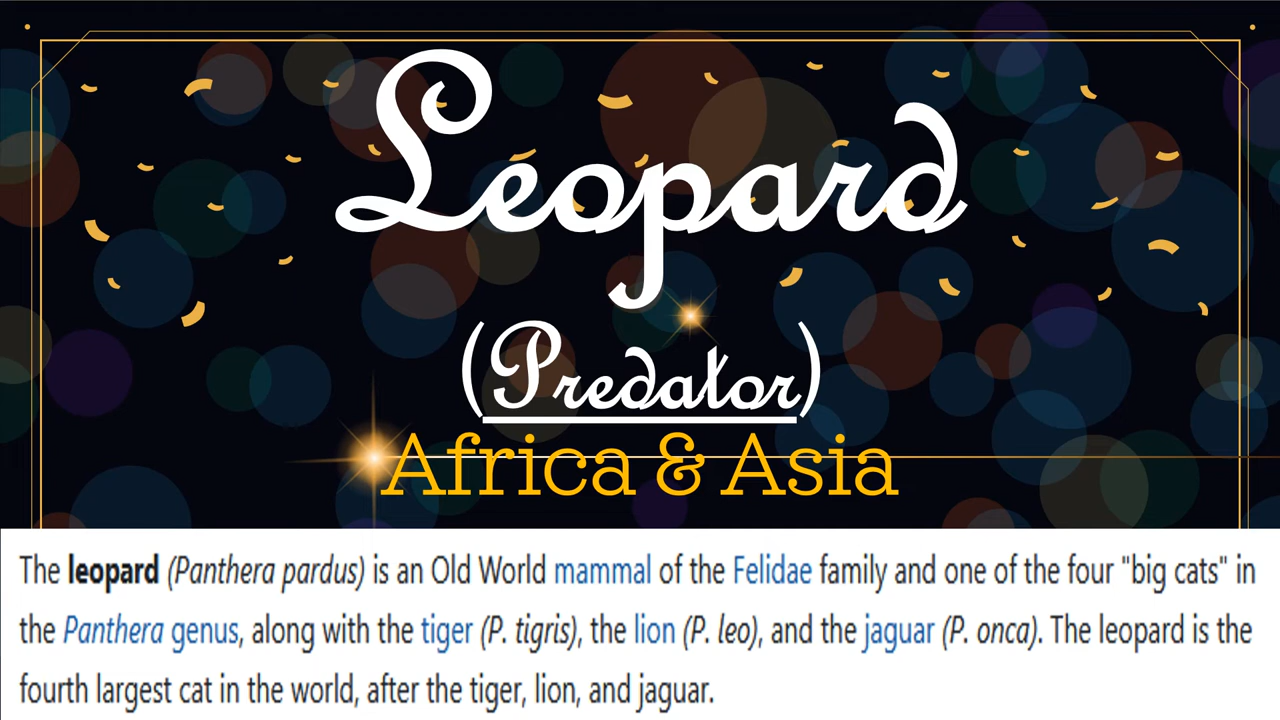 Leopard
(Predator)
Africa & Asia
The leopard (Panthera pardus) is an Old World mammal of the Felidae family and one of the four "big cats" in
the Panthera genus, along with the tiger (P. tigris), the lion (P. leo), and the jaguar (P. onca). The leopard is the
fourth largest cat in the world, after the tiger, lion, and jaguar.